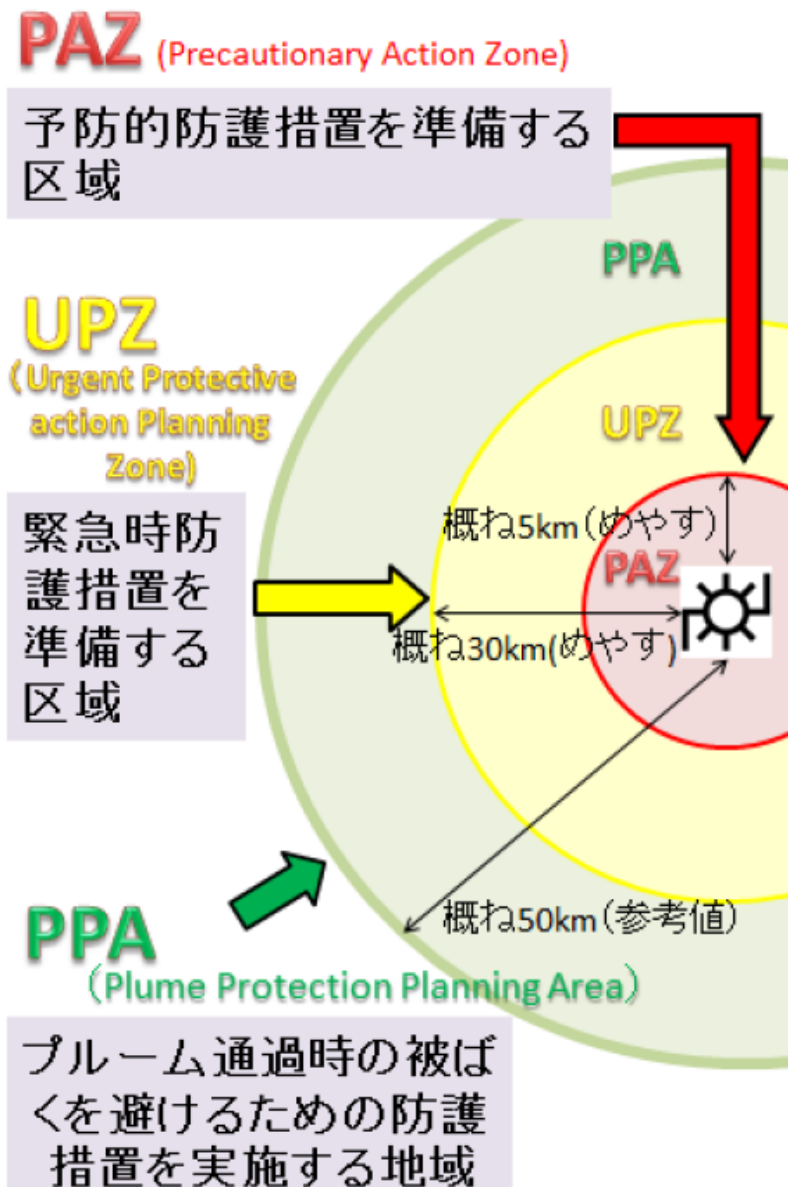 PAZ (Precautionary Action Zone)
予防的防護措置を準備する
区域
PPA
UPZ
(Urgent Protective
action Planning
Zone)
UPZ
緊急時防
護措置を
準備する
区域
概ね5km(めやす)
PAZ
概ね30km(めやす)
概ね50km(参考値)
PPA
(Plume Protection Planning Area)
プルーム通過時の被ば
くを避けるための防護
措置を実施する地域